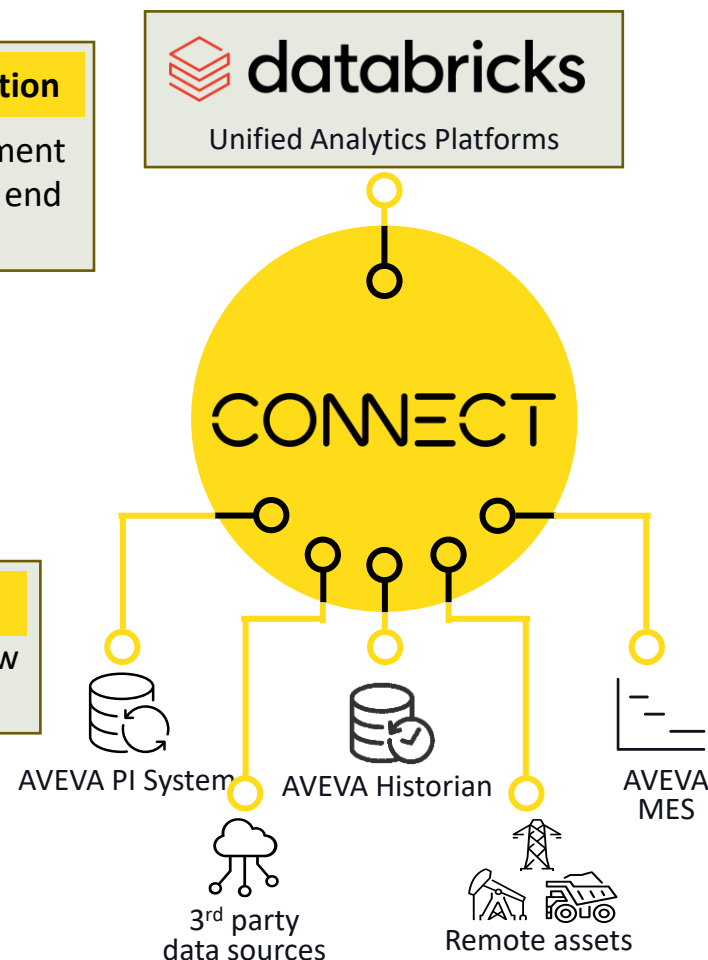 databricks
Unified Analytics Platforms
tion
ment
end
CONNECT
w
AVEVA PI System
AVEVA Historian
AVEVA
MES
3rd party
data sources
Remote assets